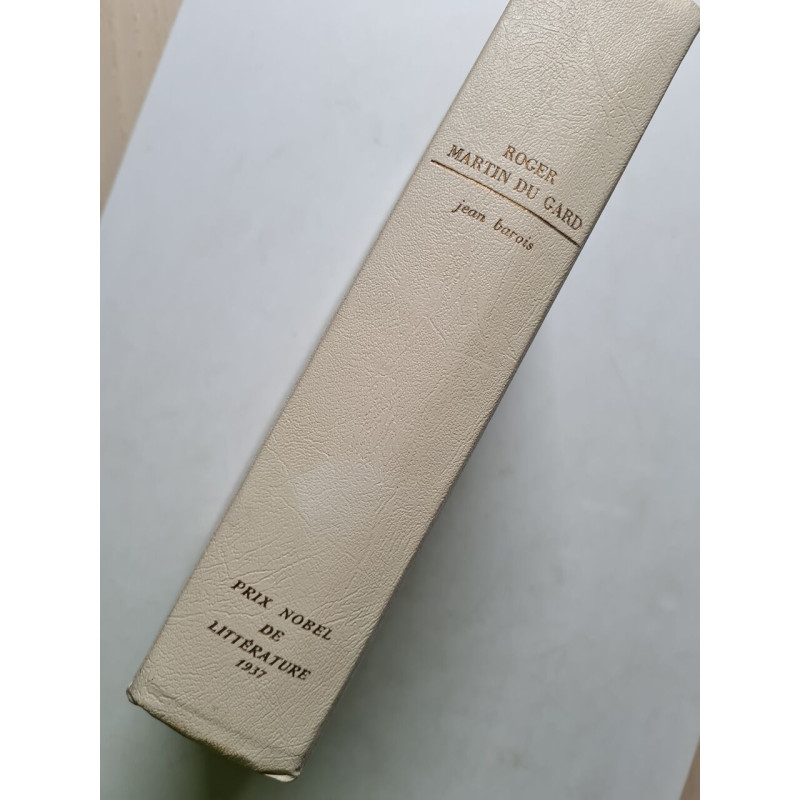 ROGER
MARTIN DU GARD
jean barois
PRIX NOBEL
DE
LITTÉRATURE
1937